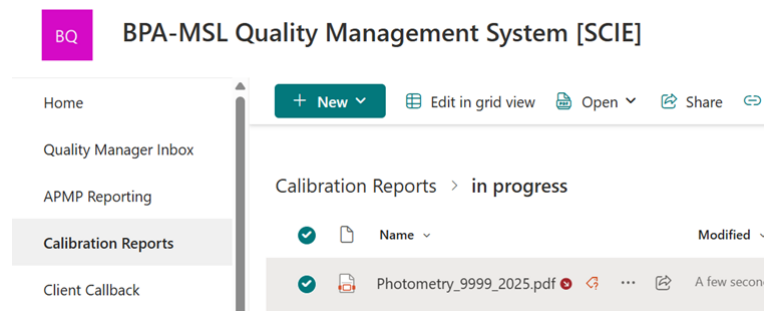 BQ
BPA-MSL Quality Management System [SCIE]
Home
Quality Manager Inbox
APMP Reporting
Calibration Reports
Client Callback
+ New
Edit in grid view
Open
Share
Calibration Reports > in progress
Name
Modified
Photometry_9999_2025.pdf
A few